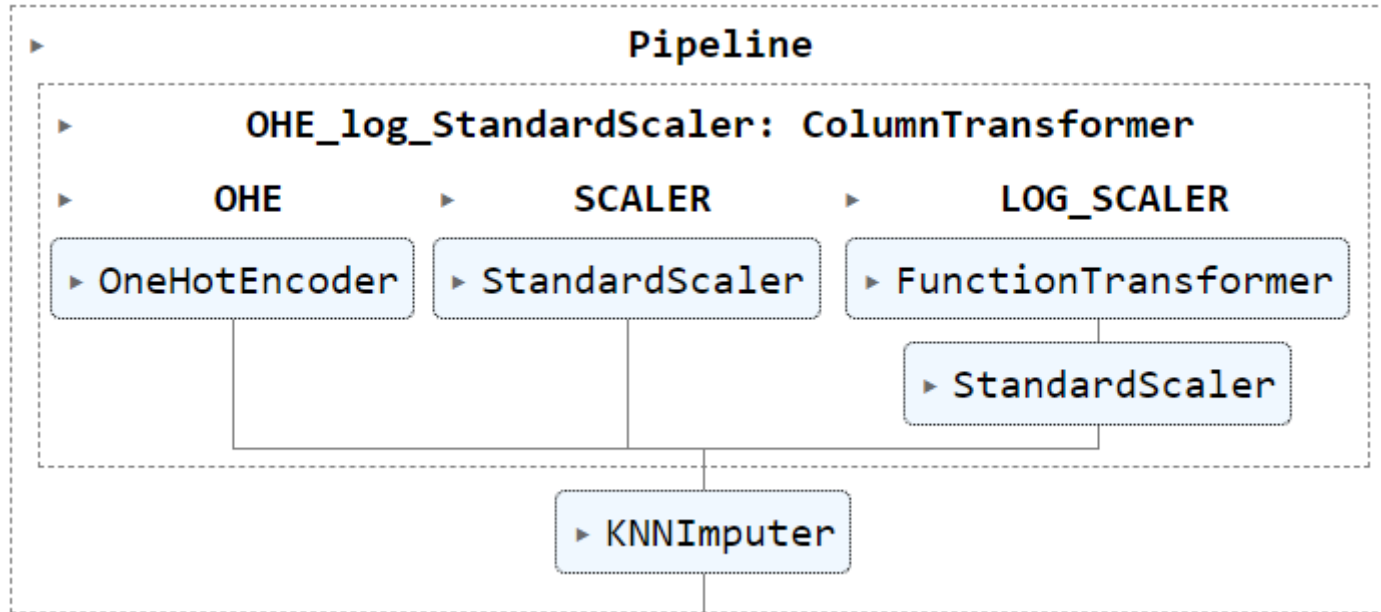 Pipeline
OHE_log_StandardScaler: ColumnTransformer
OHE SCALER LOG_SCALER
OneHotEncoder StandardScaler FunctionTransformer
StandardScaler
KNNImputer